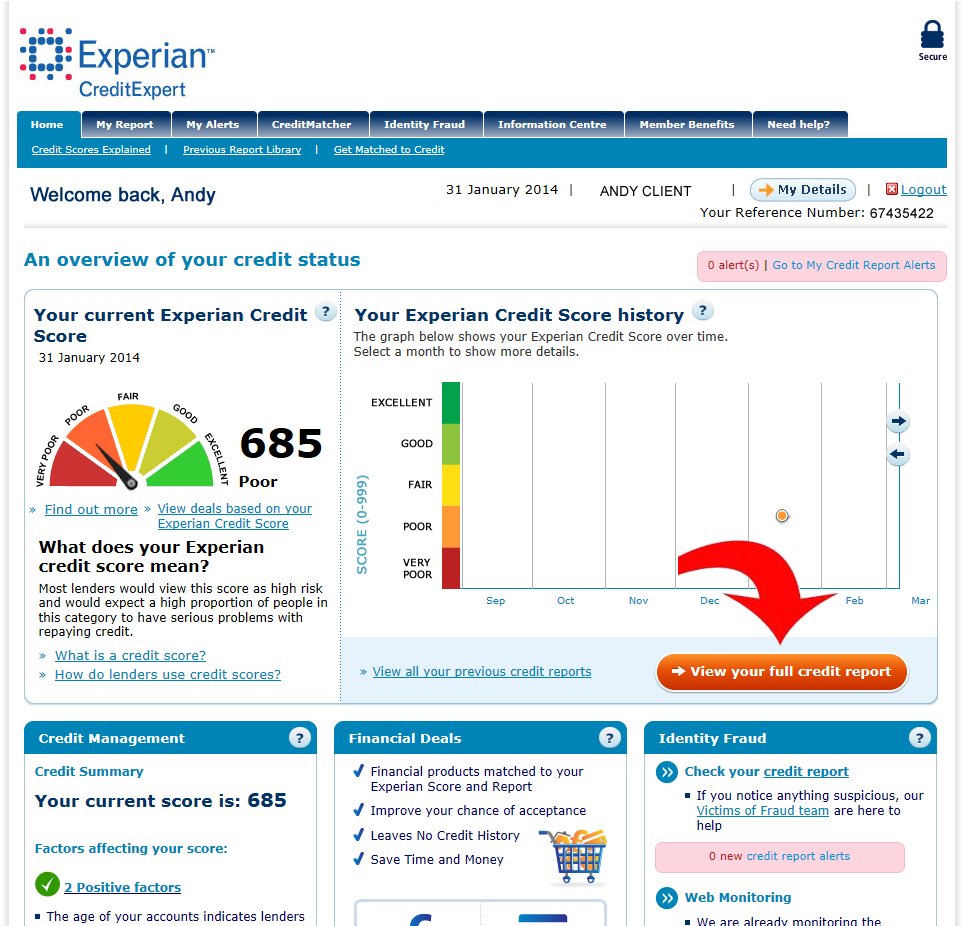 Experian™
CreditExpert
Secure
Home My Report My Alerts CreditMatcher Identity Fraud Information Centre Member Benefits Need help?
Credit Scores Explained | Previous Report Library | Get Matched to Credit
Welcome back, Andy
31 January 2014 | ANDY CLIENT | My Details | Logout
Your Reference Number: 67435422
An overview of your credit status
0 alert(s) | Go to My Credit Report Alerts
Your current Experian Credit ?
Score
31 January 2014
VERY POOR
POOR
FAIR
GOOD
EXCELLENT
685
Poor
» Find out more » View deals based on your
Experian Credit Score
What does your Experian
credit score mean?
Most lenders would view this score as high risk
and would expect a high proportion of people in
this category to have serious problems with
repaying credit.
» What is a credit score?
» How do lenders use credit scores?
Your Experian Credit Score history ?
The graph below shows your Experian Credit Score over time.
Select a month to show more details.
SCORE (0-999)
EXCELLENT
GOOD
FAIR
POOR
VERY
POOR
Sep Oct Nov Dec Feb Mar
» View all your previous credit reports
View your full credit report
Credit Management ?
Credit Summary
Your current score is: 685
Factors affecting your score:
2 Positive factors
▪ The age of your accounts indicates lenders
Financial Deals ?
Financial products matched to your
Experian Score and Report
Improve your chance of acceptance
Leaves No Credit History
Save Time and Money
Identity Fraud ?
Check your credit report
▪ If you notice anything suspicious, our
Victims of Fraud team are here to
help
0 new credit report alerts
Web Monitoring
▪ We are already monitoring the